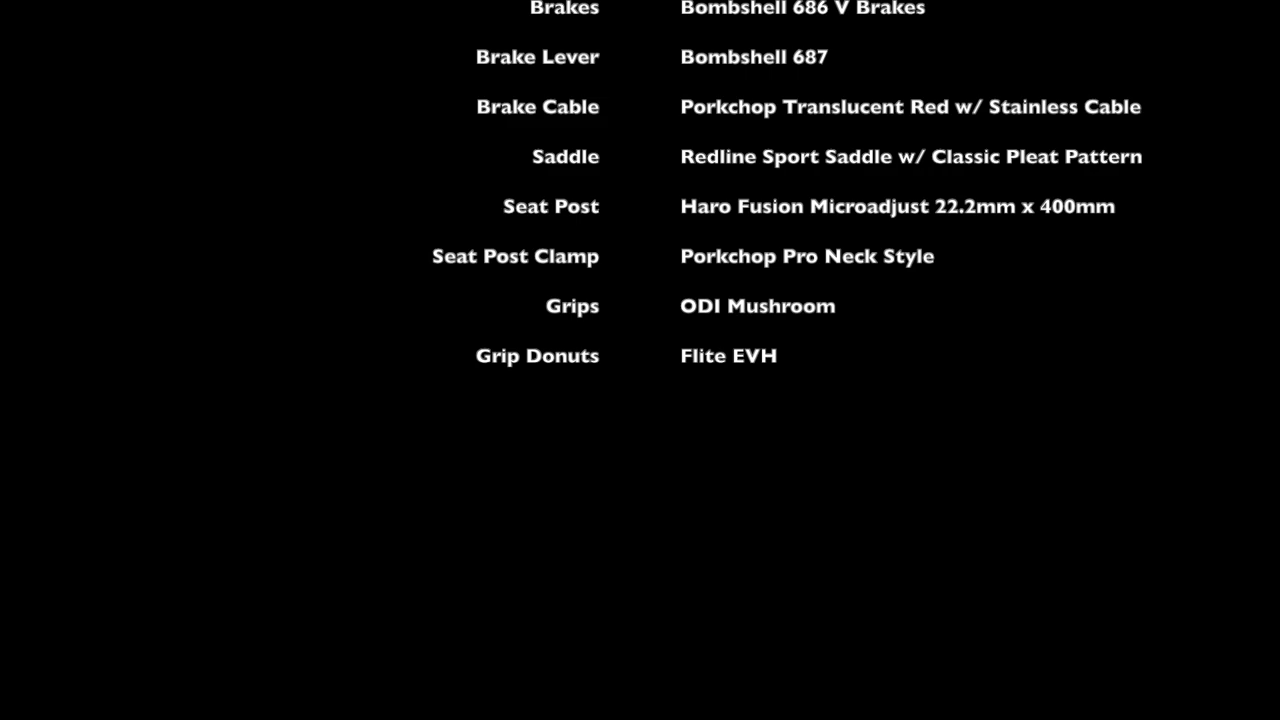 Brakes Bombshell 686 V Brakes
Brake Lever Bombshell 687
Brake Cable Porkchop Translucent Red w/ Stainless Cable
Saddle Redline Sport Saddle w/ Classic Pleat Pattern
Seat Post Haro Fusion Microadjust 22.2mm x 400mm
Seat Post Clamp Porkchop Pro Neck Style
Grips ODI Mushroom
Grip Donuts Flite EVH